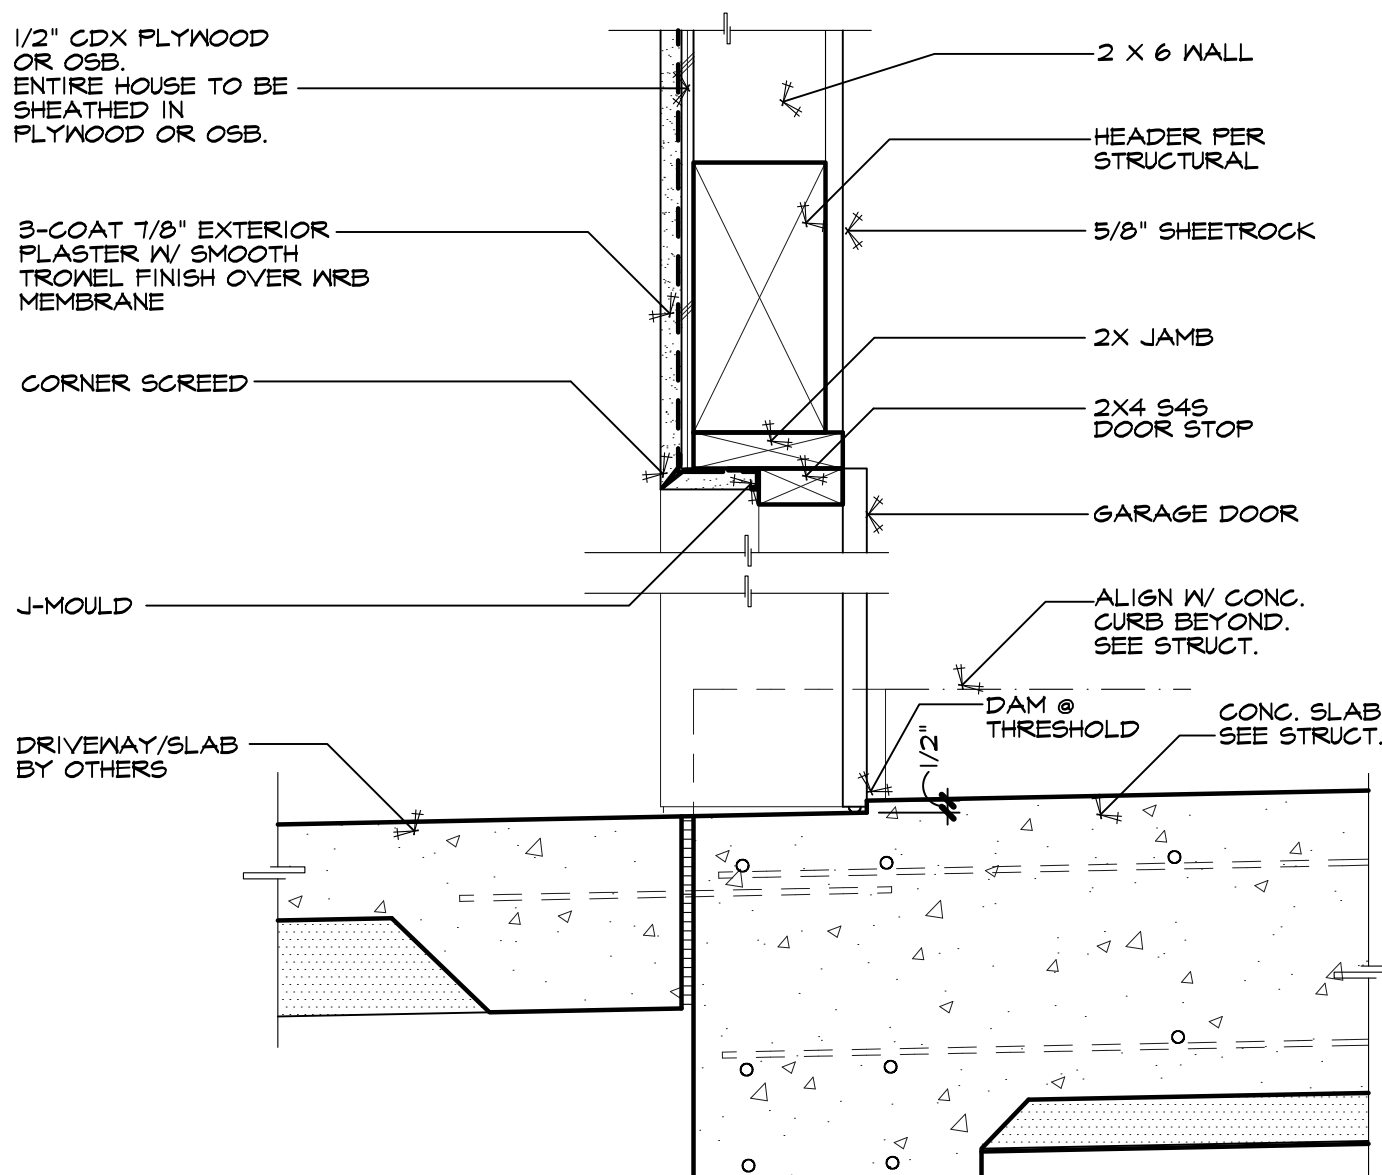 1/2" CDX PLYWOOD
OR OSB.
ENTIRE HOUSE TO BE
SHEATHED IN
PLYWOOD OR OSB.
3-COAT 7/8" EXTERIOR
PLASTER W/ SMOOTH
TROWEL FINISH OVER WRB
MEMBRANE
CORNER SCREED
J-MOULD
DRIVEWAY/SLAB
BY OTHERS
2 X 6 WALL
HEADER PER
STRUCTURAL
5/8" SHEETROCK
2X JAMB
2X4 S4S
DOOR STOP
GARAGE DOOR
ALIGN W/ CONC.
CURB BEYOND.
SEE STRUCT.
DAM @
THRESHOLD
1/2"
CONC. SLAB
SEE STRUCT.